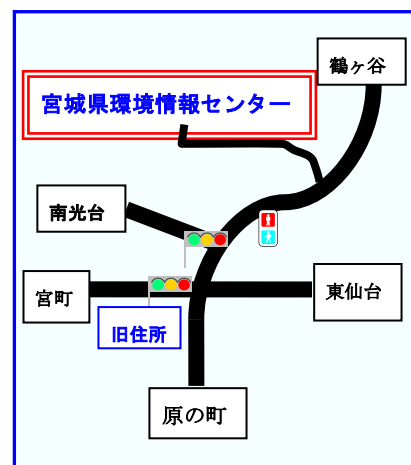 鶴ヶ谷
宮城県環境情報センター
南光台
宮町
東仙台
旧住所
原の町